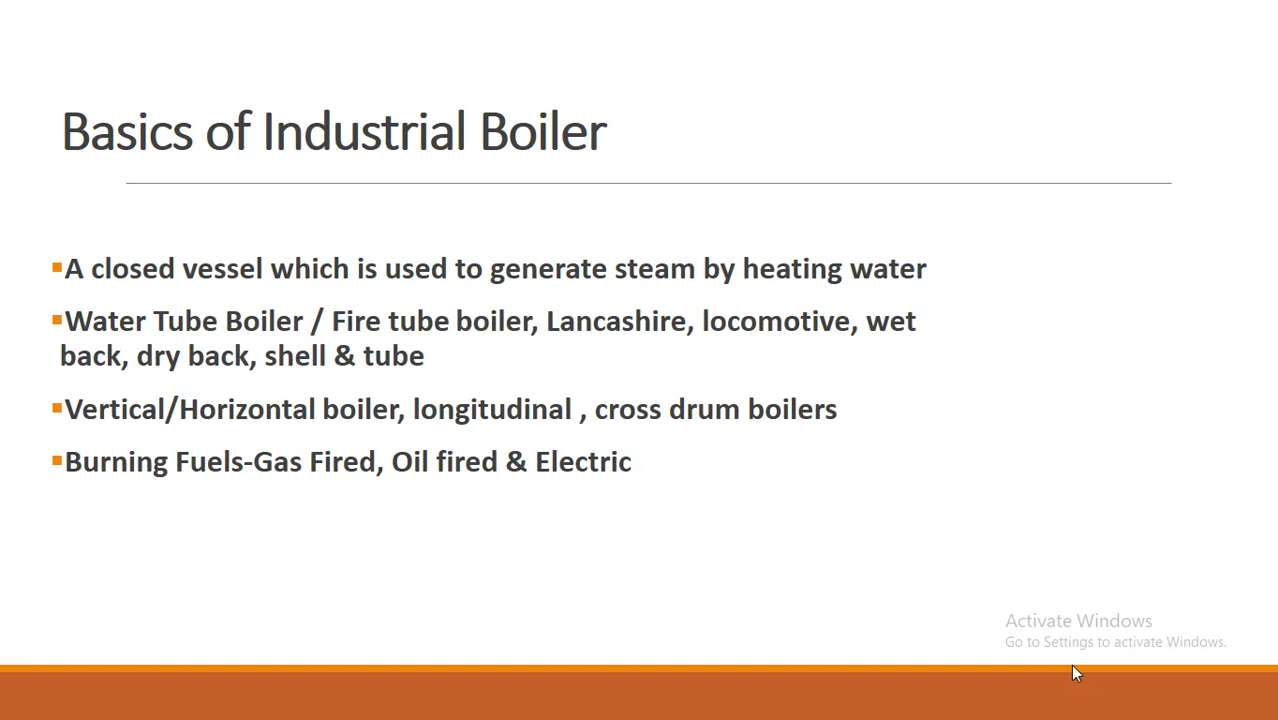 Basics of Industrial Boiler
▪A closed vessel which is used to generate steam by heating water
▪Water Tube Boiler / Fire tube boiler, Lancashire, locomotive, wet
back, dry back, shell & tube
▪Vertical/Horizontal boiler, longitudinal , cross drum boilers
▪Burning Fuels-Gas Fired, Oil fired & Electric
Activate Windows
Go to Settings to activate Windows.